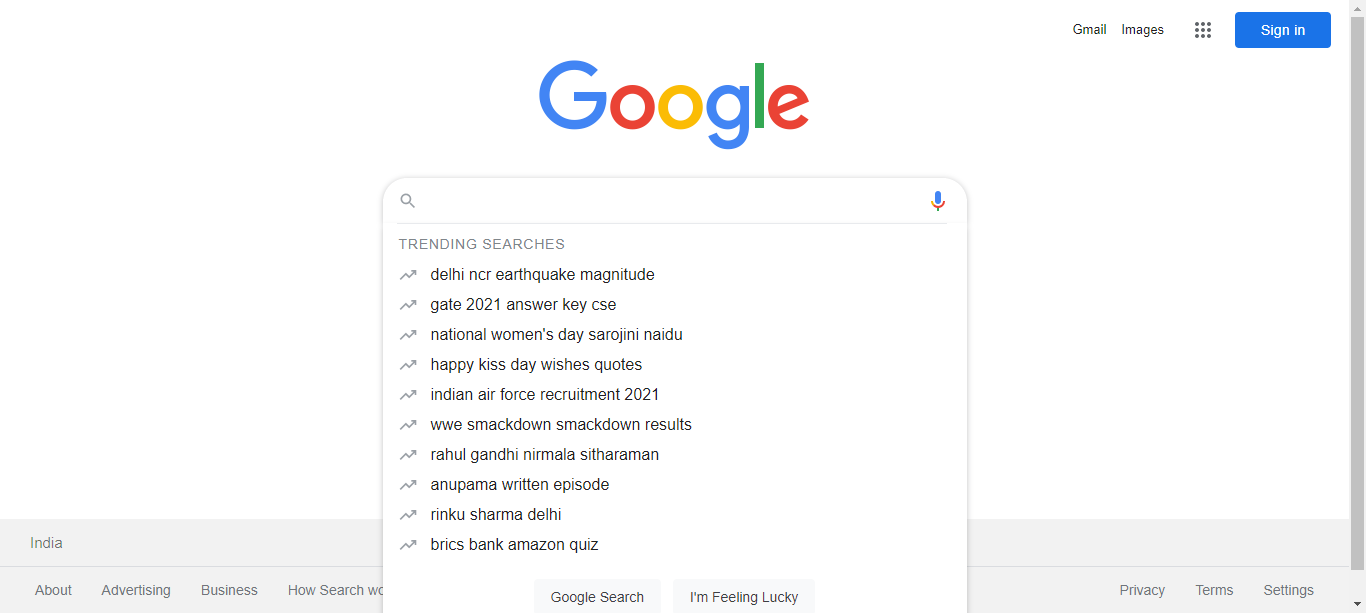 Gmail Images Sign in
Google
TRENDING SEARCHES
delhi ncr earthquake magnitude
gate 2021 answer key cse
national women's day sarojini naidu
happy kiss day wishes quotes
indian air force recruitment 2021
wwe smackdown smackdown results
rahul gandhi nirmala sitharaman
anupama written episode
rinku sharma delhi
brics bank amazon quiz
India
About Advertising Business How Search Google Search I'm Feeling Lucky Privacy Terms Settings